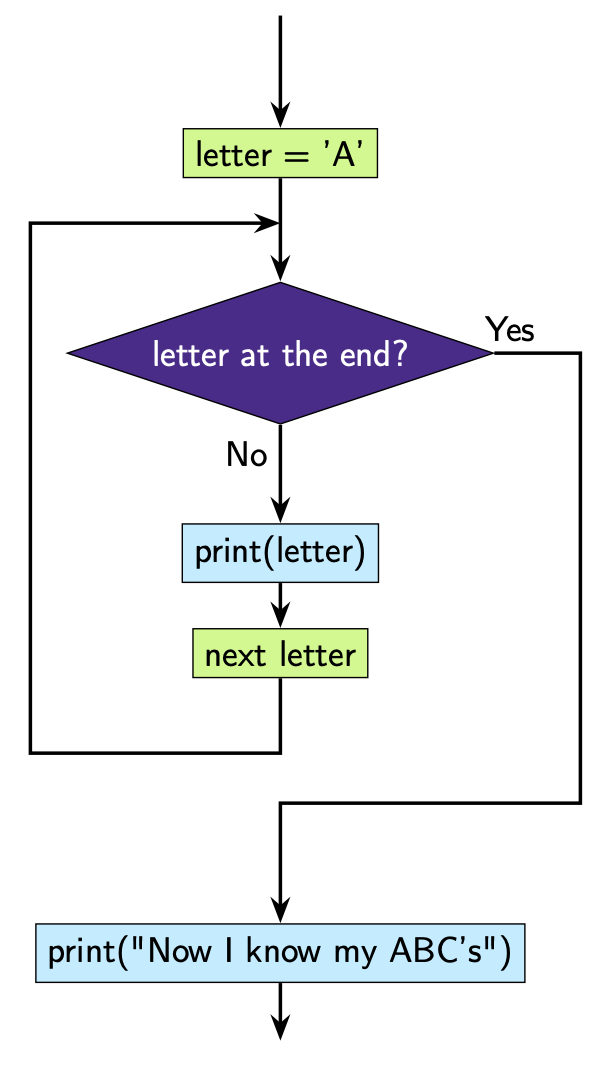 letter = 'A'
letter at the end?
Yes
No
print(letter)
next letter
print("Now I know my ABC's")